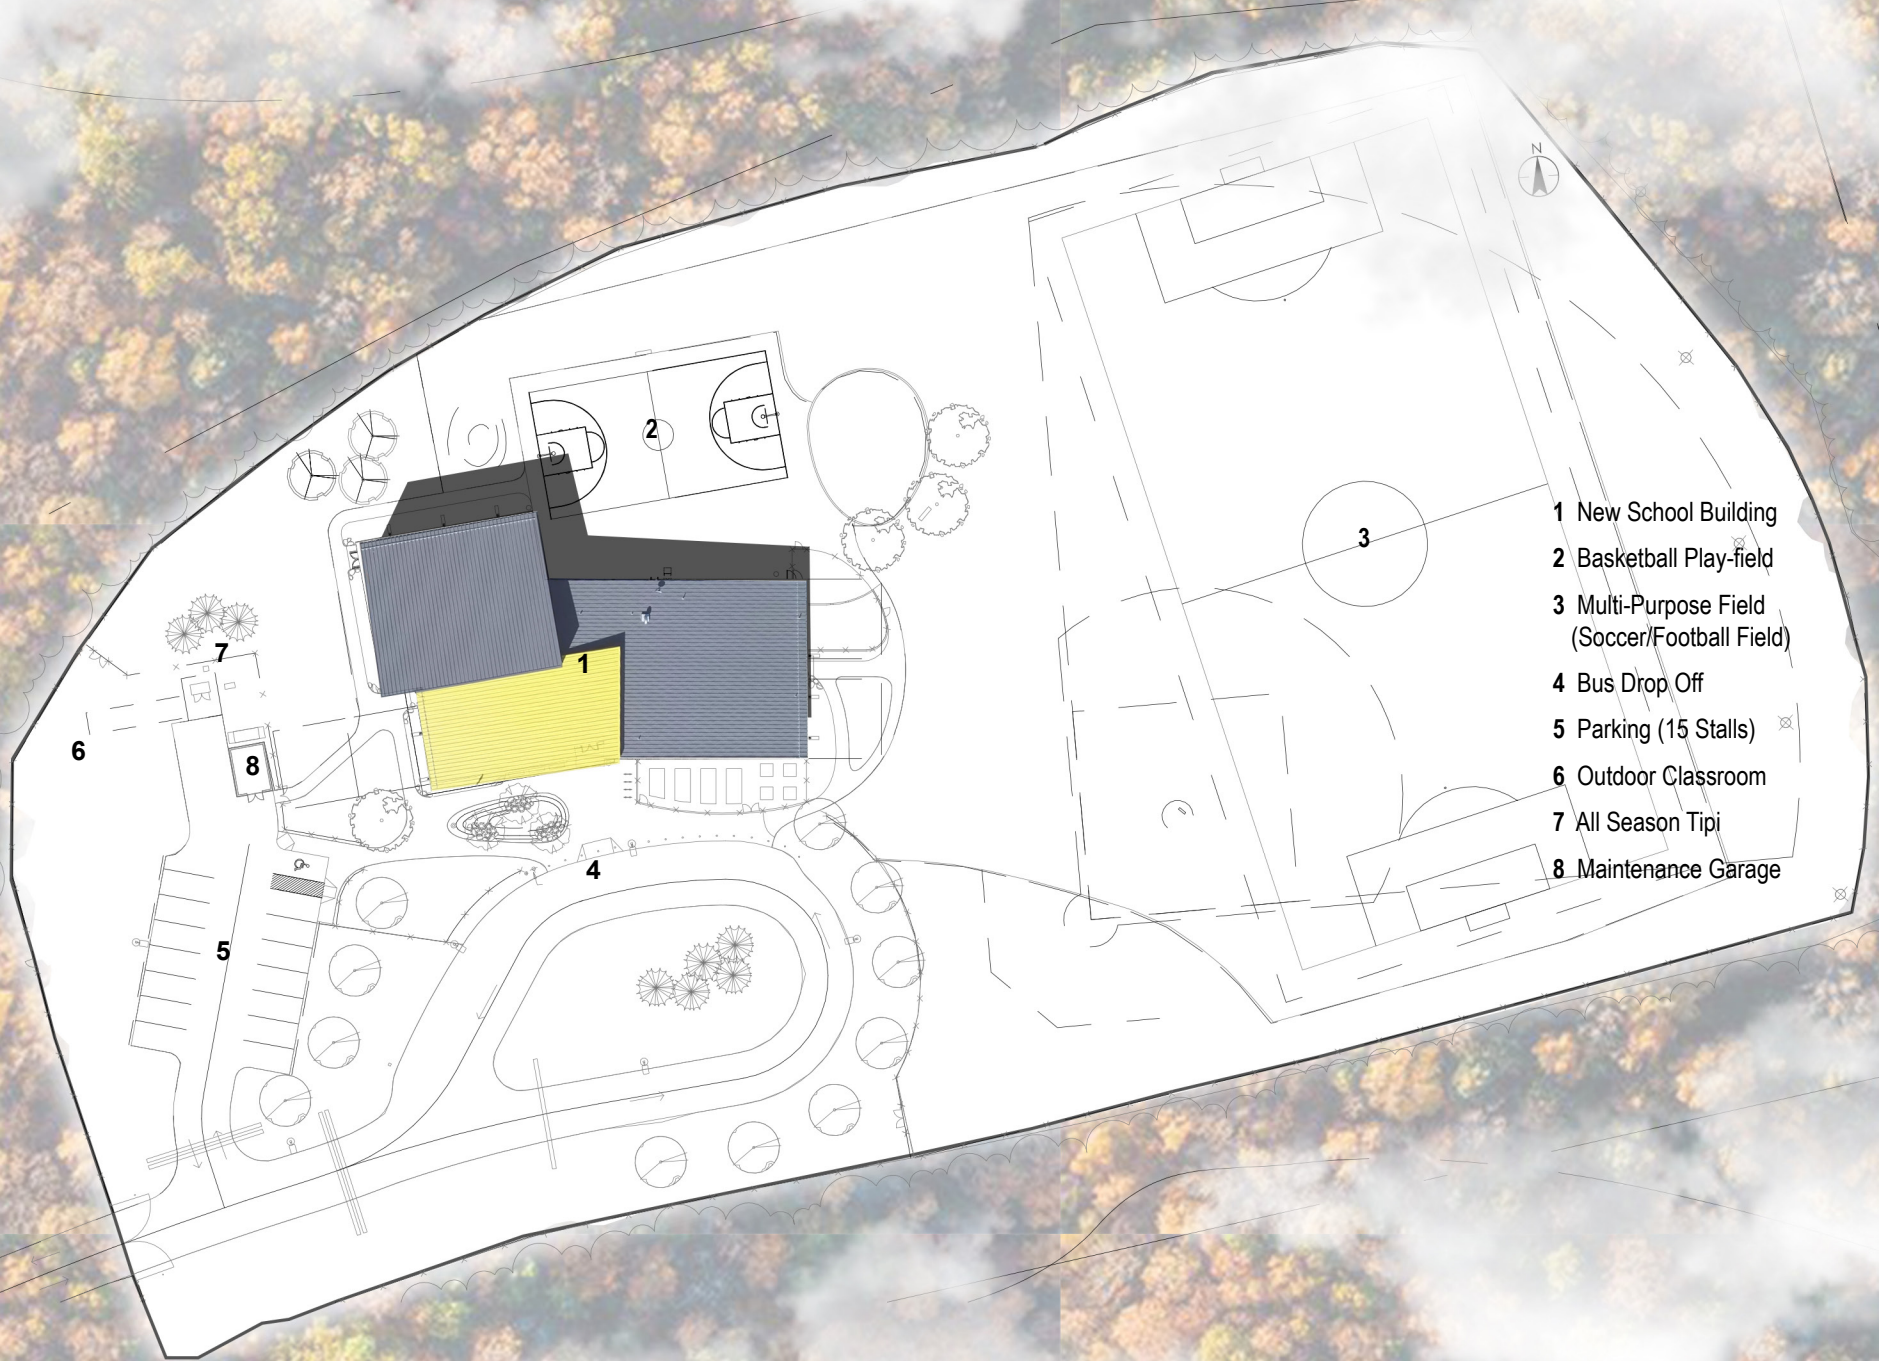 N
2
3
1 New School Building
2 Basketball Play-field
3 Multi-Purpose Field
(Soccer/Football Field)
4 Bus Drop Off
5 Parking (15 Stalls)
6 Outdoor Classroom
7 All Season Tipi
8 Maintenance Garage
1
7
6
8
4
5